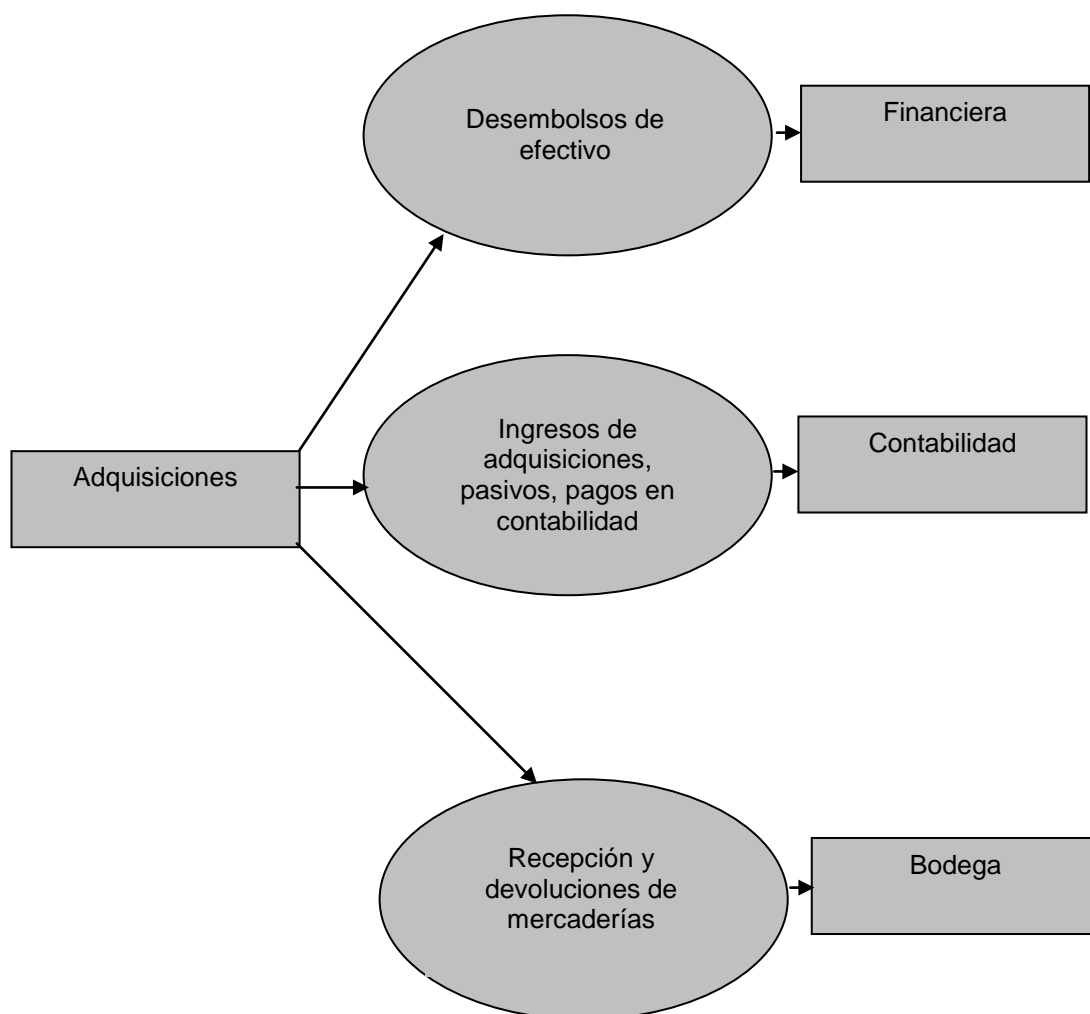 Desembolsos de
efectivo
Financiera
Ingresos de
adquisiciones,
pasivos, pagos en
contabilidad
Contabilidad
Adquisiciones
Recepción y
devoluciones de
mercaderías
Bodega